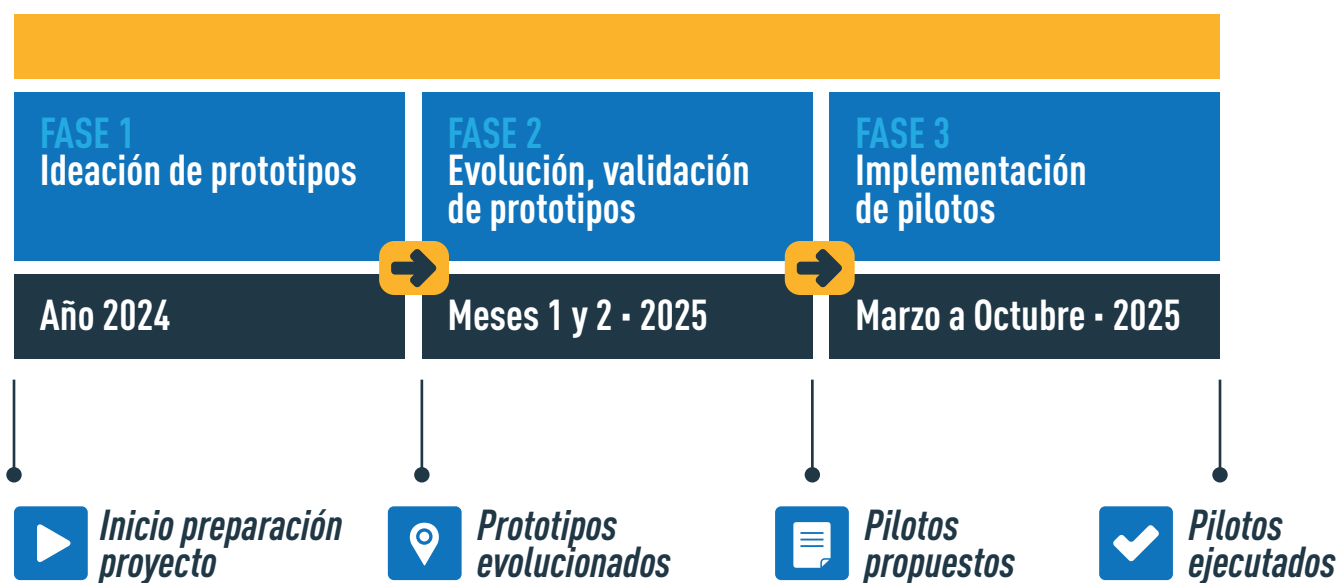 FASE 1
Ideación de prototipos
FASE 2
Evolución, validación
de prototipos
FASE 3
Implementación
de pilotos
Año 2024
Meses 1 y 2 · 2025
Marzo a Octubre · 2025
Inicio preparación
proyecto
Prototipos
evolucionados
Pilotos
propuestos
Pilotos
ejecutados